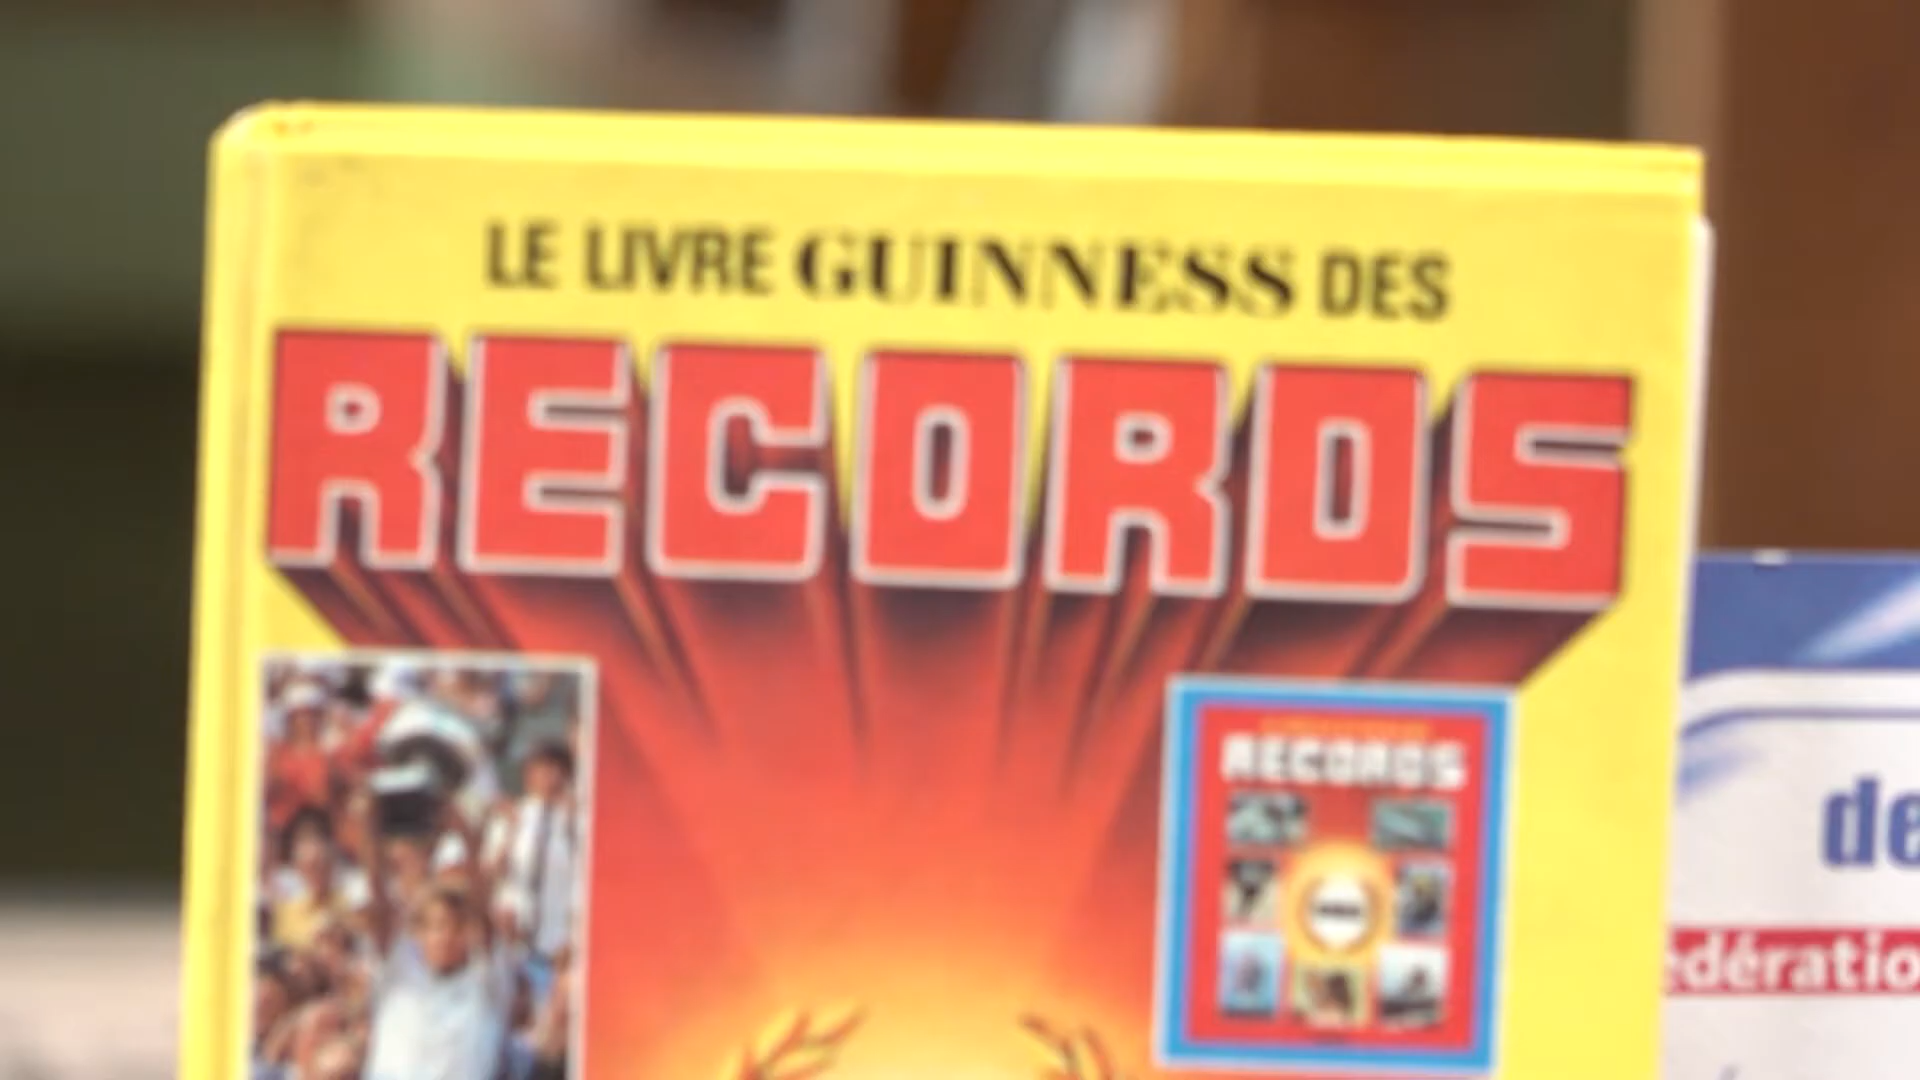 LE LIVRE GUINNESS DES
RECORDS
RECORDS
de
édératio